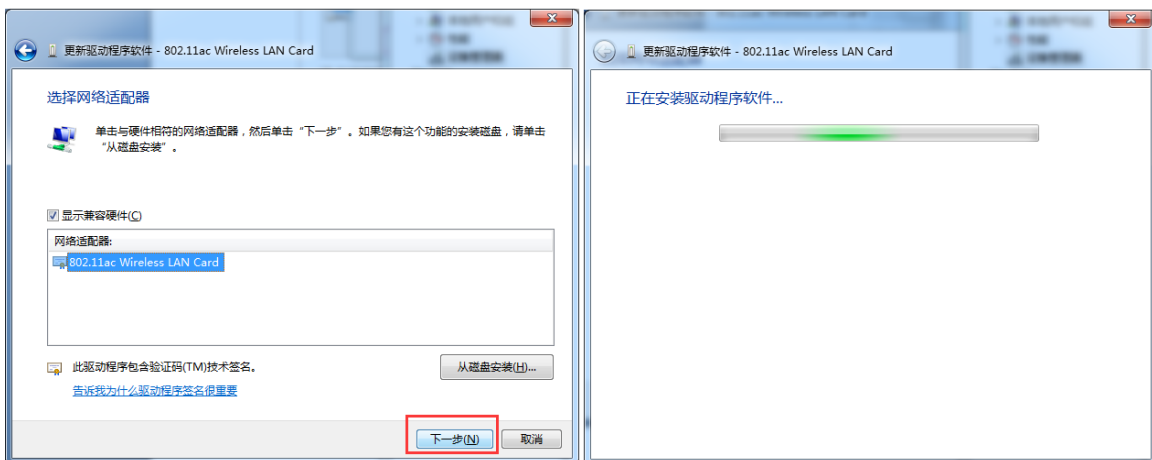 更新驱动程序软件 - 802.11ac Wireless LAN Card
选择网络适配器
单击与硬件相符的网络适配器，然后单击“下一步”。如果您有这个功能的安装磁盘，请单击
“从磁盘安装”。
显示兼容硬件(C)
网络适配器:
802.11ac Wireless LAN Card
此驱动程序包含验证码(TM)技术签名。
从磁盘安装(H)...
告诉我为什么驱动程序签名很重要
下一步(N)
取消
更新驱动程序软件 - 802.11ac Wireless LAN Card
正在安装驱动程序软件...